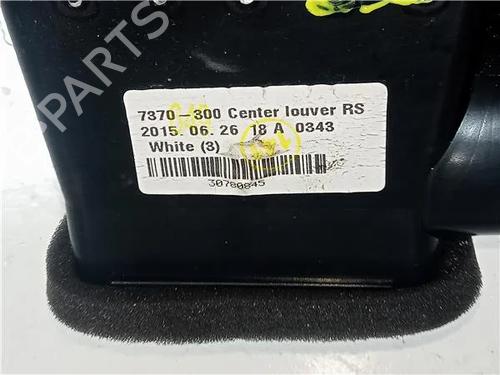 PARTS
7370-300 Center louver RS
2015. 06. 26 18 A 0343
White (3)
30780845